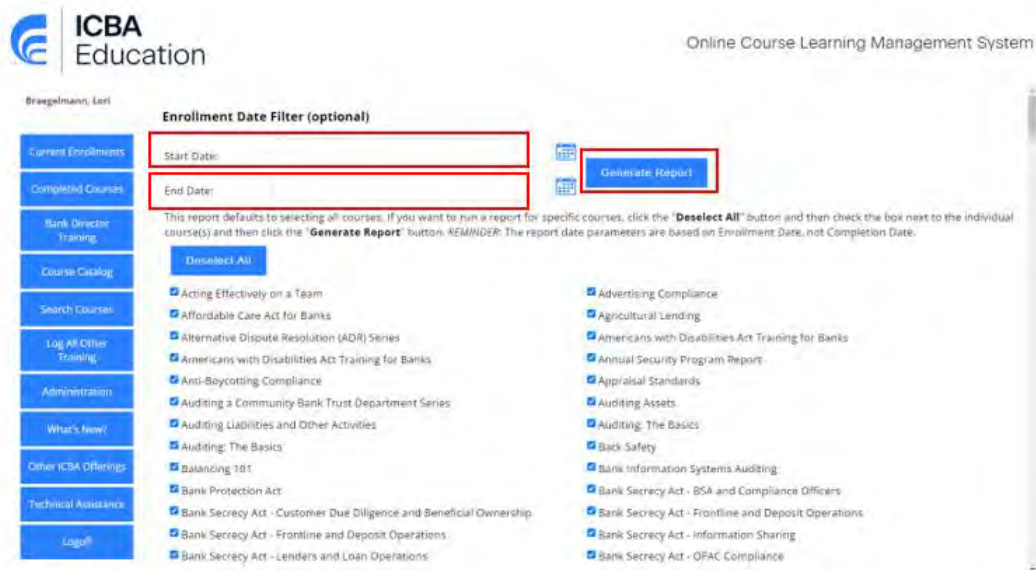 ICBA
Education
Online Course Learning Management System
Braegelmann, Lori
Enrollment Date Filter (optional)
Current Enrollments
Start Date:
Generate Report
Completed Courses
End Date:
This report defaults to selecting all courses. If you want to run a report for specific courses, click the "Deselect All" button and then check the box next to the individual
course(s) and then click the "Generate Report" button. REMINDER: The report date parameters are based on Enrollment Date, not Completion Date.
Bank Director
Training
Deselect All
Course Catalog
Acting Effectively on a Team
Advertising Compliance
Search Courses
Affordable Care Act for Banks
Agricultural Lending
Log All Other
Training
Alternative Dispute Resolution (ADR) Series
Americans with Disabilities Act Training for Banks
Americans with Disabilities Act Training for Banks
Annual Security Program Report
Administration
Anti-Boycotting Compliance
Appraisal Standards
Auditing a Community Bank Trust Department Series
Auditing Assets
What's New?
Auditing Liabilities and Other Activities
Auditing: The Basics
Auditing: The Basics
Back Safety
Other ICBA Offerings
Balancing 101
Bank Information Systems Auditing
Bank Protection Act
Bank Secrecy Act - BSA and Compliance Officers
Technical Assistance
Bank Secrecy Act - Customer Due Diligence and Beneficial Ownership
Bank Secrecy Act - Frontline and Deposit Operations
Logoff
Bank Secrecy Act - Frontline and Deposit Operations
Bank Secrecy Act - Information Sharing
Bank Secrecy Act - Lenders and Loan Operations
Bank Secrecy Act - OFAC Compliance